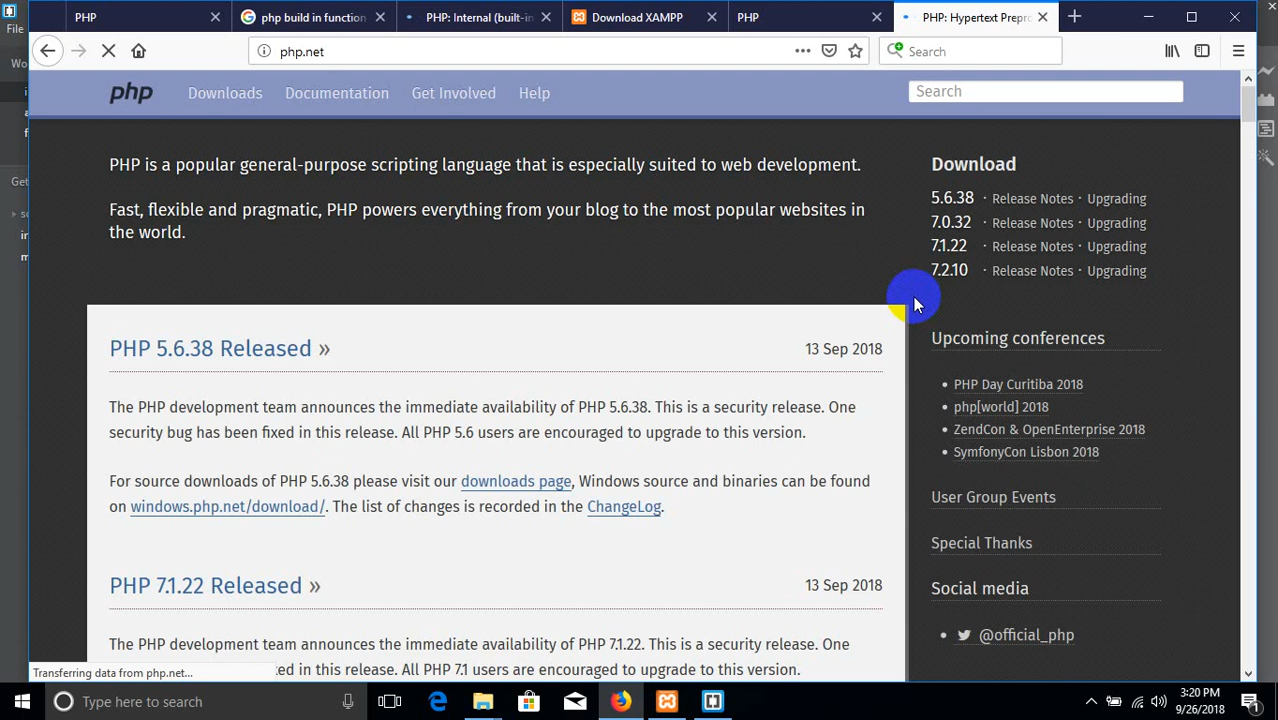 PHP
php build in function
PHP: Internal (built-in
Download XAMPP
PHP
PHP: Hypertext Prepro
File
php.net
Search
Wo
php
Downloads
Documentation
Get Involved
Help
Search
PHP is a popular general-purpose scripting language that is especially suited to web development.
Fast, flexible and pragmatic, PHP powers everything from your blog to the most popular websites in
the world.
Download
5.6.38 · Release Notes · Upgrading
7.0.32 · Release Notes · Upgrading
7.1.22 · Release Notes · Upgrading
7.2.10 · Release Notes · Upgrading
Get
PHP 5.6.38 Released »
13 Sep 2018
The PHP development team announces the immediate availability of PHP 5.6.38. This is a security release. One
security bug has been fixed in this release. All PHP 5.6 users are encouraged to upgrade to this version.
For source downloads of PHP 5.6.38 please visit our downloads page, Windows source and binaries can be found
on windows.php.net/download/. The list of changes is recorded in the ChangeLog.
PHP 7.1.22 Released »
13 Sep 2018
The PHP development team announces the immediate availability of PHP 7.1.22. This is a security release. One
ed in this release. All PHP 7.1 users are encouraged to upgrade to this version.
Upcoming conferences
PHP Day Curitiba 2018
php[world] 2018
ZendCon & OpenEnterprise 2018
SymfonyCon Lisbon 2018
User Group Events
Special Thanks
Social media
@official_php
Transferring data from php.net...
Type here to search
3:20 PM
9/26/2018
1